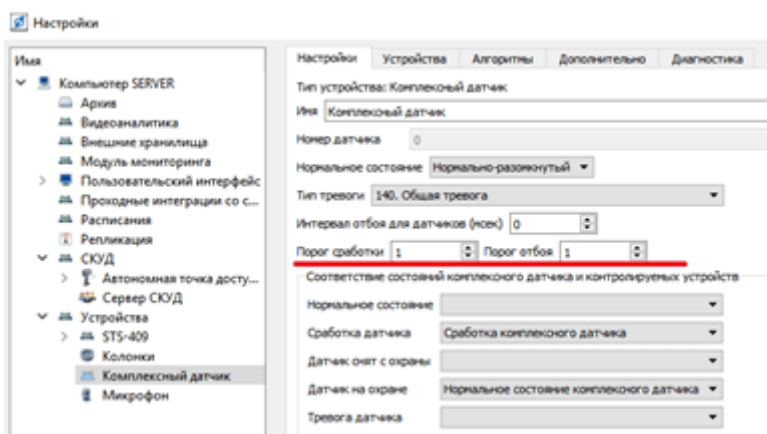 Настройки
Имя
Компьютер SERVER
Архив
Видеоаналитика
Внешние хранилища
Модуль мониторинга
Пользовательский интерфейс
Проходные интеграции со с...
Расписания
Репликация
СКУД
Автономная точка досту...
Сервер СКУД
Устройства
STS-409
Колонки
Комплексный датчик
Микрофон
Настройки Устройства Алгоритмы Дополнительно Диагностика
Тип устройства: Комплексный датчик
Имя Комплексный датчик
Номер датчика 0
Нормальное состояние Нормально-разомкнутый
Тип тревоги 140. Общая тревога
Интервал отбоя для датчиков (мсек) 0
Порог сработки 1 Порог отбоя 1
Соответствие состояний комплексного датчика и контролируемых устройств
Нормальное состояние
Сработка датчика Сработка комплексного датчика
Датчик снят с охраны
Датчик на охране Нормальное состояние комплексного датчика
Тревога датчика